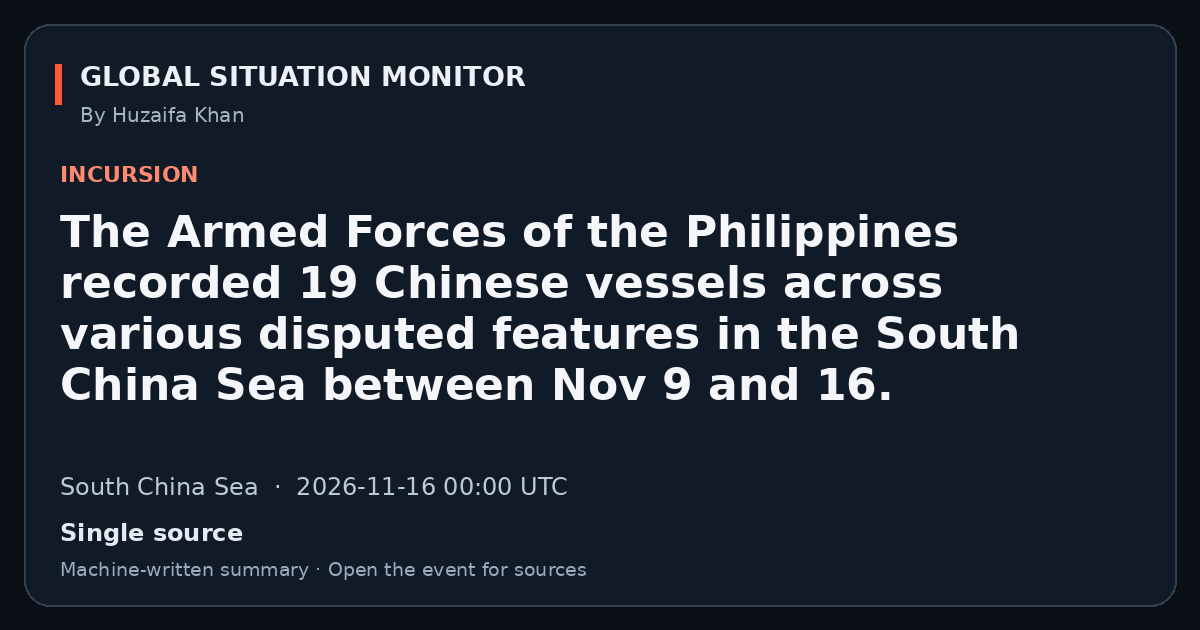 GLOBAL SITUATION MONITOR
By Huzaifa Khan
INCURSION
The Armed Forces of the Philippines
recorded 19 Chinese vessels across
various disputed features in the South
China Sea between Nov 9 and 16.
South China Sea · 2026-11-16 00:00 UTC
Single source
Machine-written summary · Open the event for sources